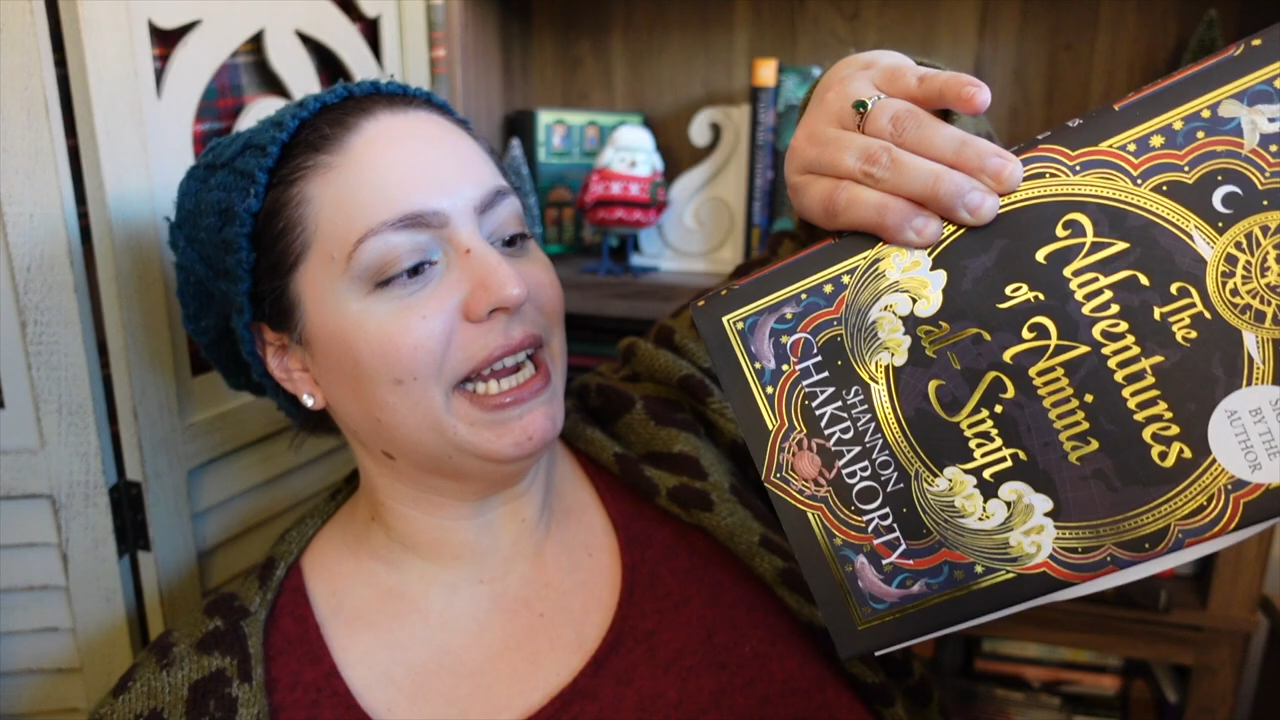 The
Adventures
of Amina
al-Sirafi
SHANNON
CHAKRABORTY
BY THE
AUTHOR